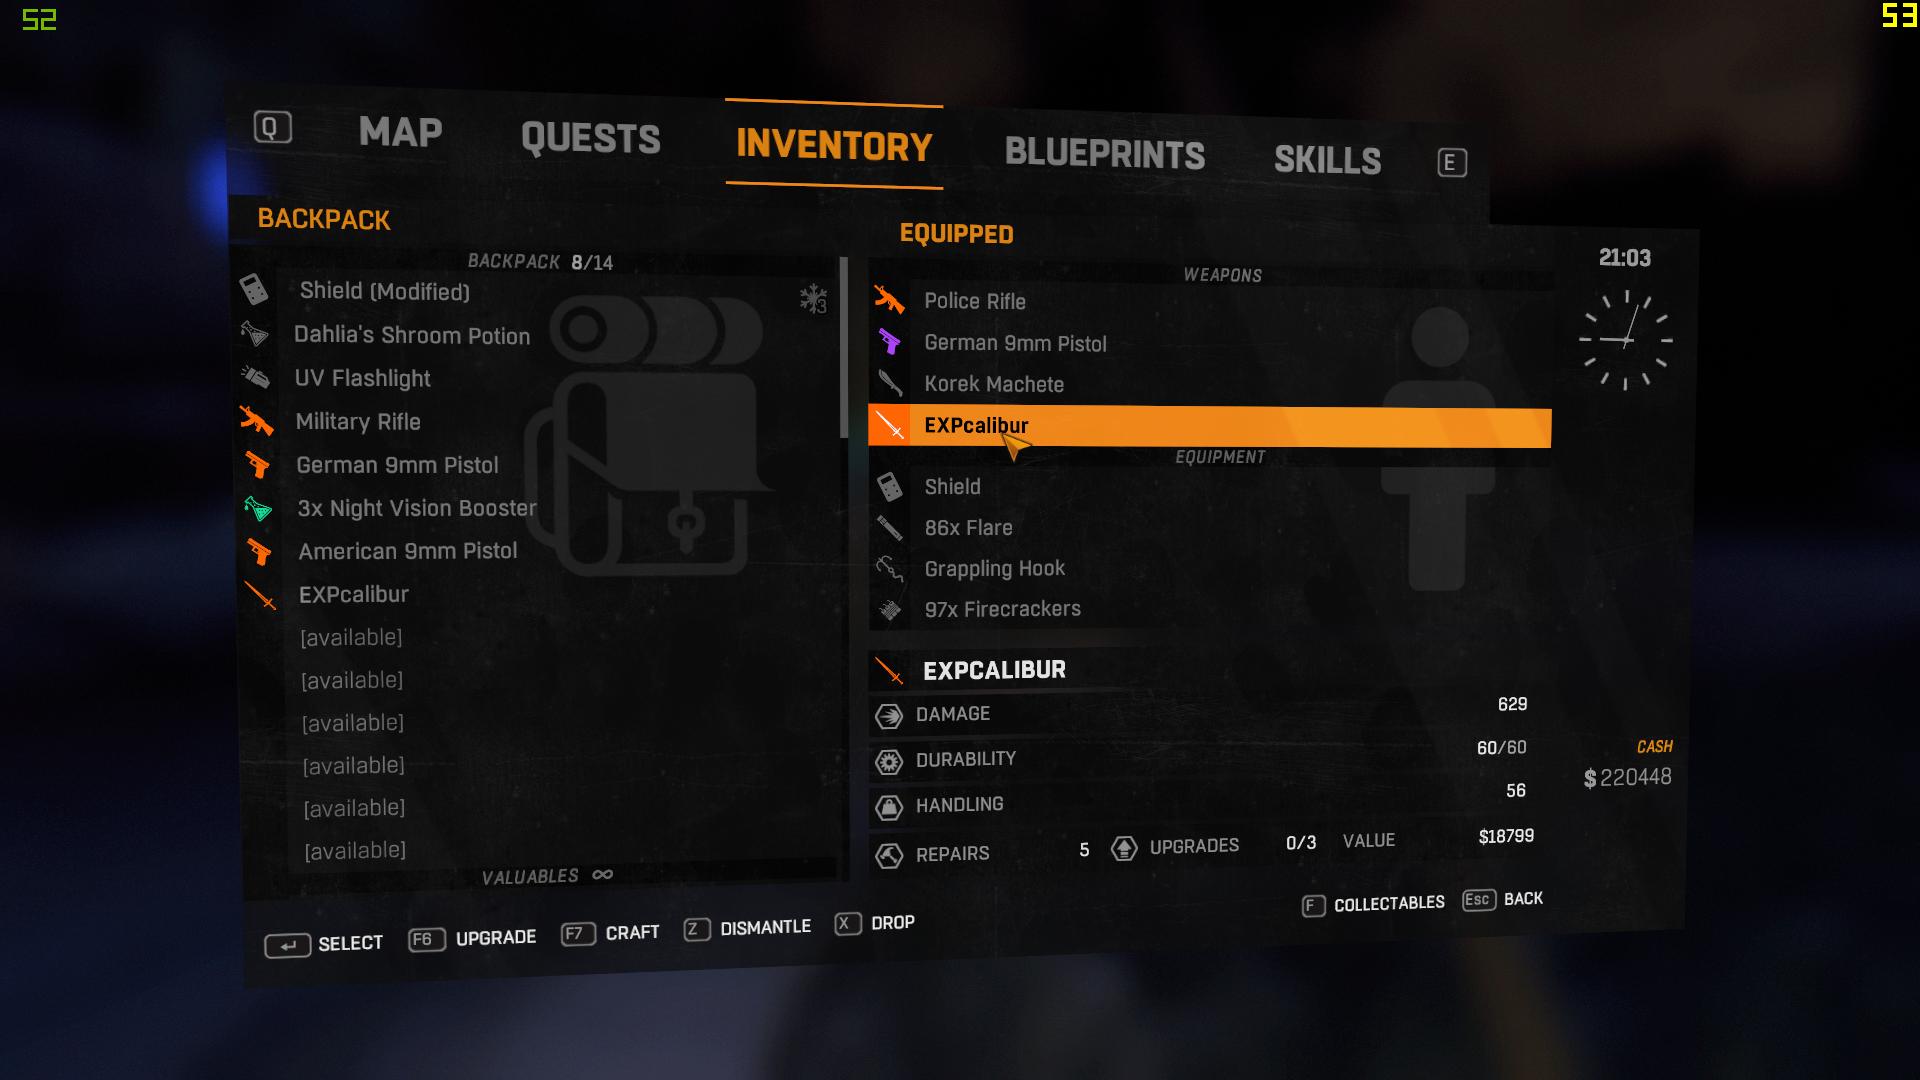 52
53
Q
MAP
QUESTS
INVENTORY
BLUEPRINTS
SKILLS
E
BACKPACK
BACKPACK 8/14
Shield (Modified)
3
Dahlia's Shroom Potion
UV Flashlight
Military Rifle
German 9mm Pistol
3x Night Vision Booster
American 9mm Pistol
EXPcalibur
[available]
[available]
[available]
[available]
[available]
[available]
VALUABLES ∞
EQUIPPED
WEAPONS
Police Rifle
German 9mm Pistol
Korek Machete
EXPcalibur
EQUIPMENT
Shield
86x Flare
Grappling Hook
97x Firecrackers
EXPCALIBUR
DAMAGE 629
DURABILITY 60/60
HANDLING 56
REPAIRS 5 UPGRADES 0/3 VALUE $18799
21:03
CASH
$220448
SELECT F6 UPGRADE F7 CRAFT Z DISMANTLE X DROP
F COLLECTABLES Esc BACK